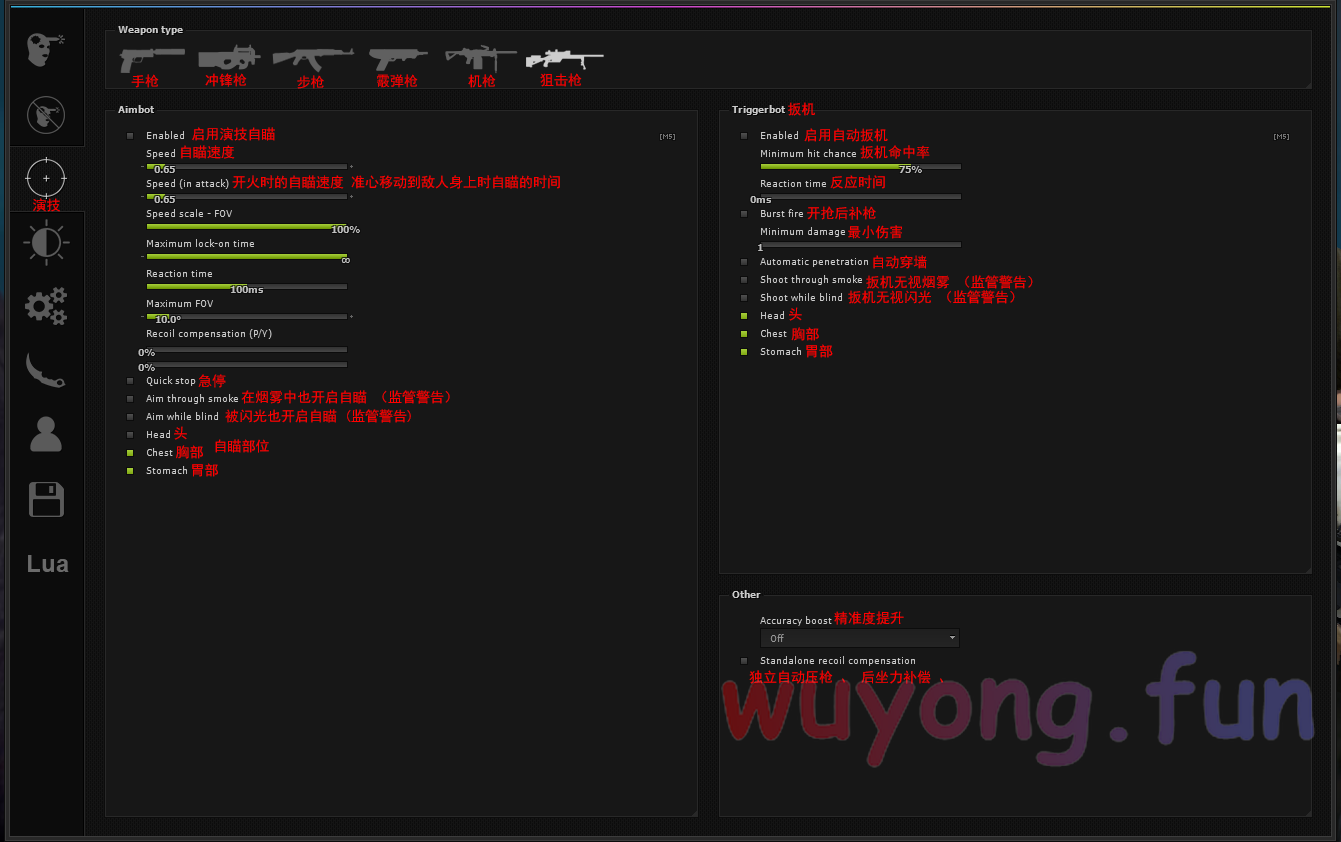 Weapon type
手枪 冲锋枪 步枪 霰弹枪 机枪 狙击枪
演技
Lua
Aimbot
Enabled 启用演技自瞄 [M5]
Speed 自瞄速度
- +
0.65
Speed (in attack) 开火时的自瞄速度 准心移动到敌人身上时自瞄的时间
- +
0.65
Speed scale - FOV
100%
Maximum lock-on time
-
∞
Reaction time
100ms
Maximum FOV
- +
10.0°
Recoil compensation (P/Y)
0%
0%
Quick stop 急停
Aim through smoke 在烟雾中也开启自瞄 （监管警告）
Aim while blind 被闪光也开启自瞄（监管警告）
Head 头
自瞄部位
Chest 胸部
Stomach 胃部
Triggerbot 扳机
Enabled 启用自动扳机 [M5]
Minimum hit chance 扳机命中率
75%
Reaction time 反应时间
0ms
Burst fire 开抢后补枪
Minimum damage 最小伤害
1
Automatic penetration 自动穿墙
Shoot through smoke 扳机无视烟雾 （监管警告）
Shoot while blind 扳机无视闪光 （监管警告）
Head 头
Chest 胸部
Stomach 胃部
Other
Accuracy boost 精准度提升
Off
Standalone recoil compensation
独立自动压枪 、 后坐力补偿 、
wuyong.fun